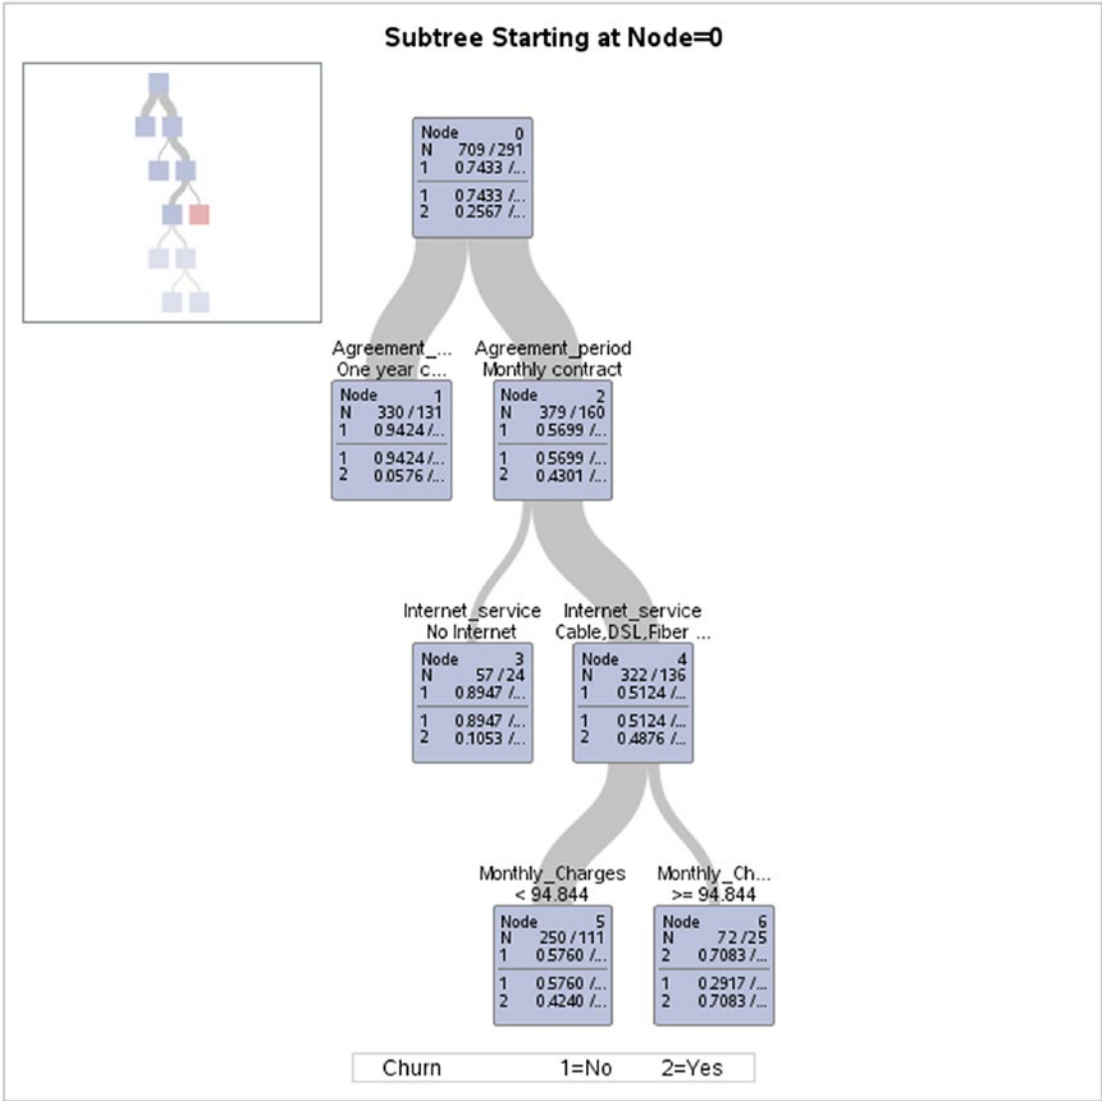 Subtree Starting at Node=0
Node 0
N 709/291
1 0.7433 /...
1 0.7433 /...
2 0.2567 /...
Agreement_...
One year c...
Node 1
N 330/131
1 0.9424 /...
1 0.9424 /...
2 0.0576 /...
Agreement_period
Monthly contract
Node 2
N 379/160
1 0.5699 /...
1 0.5699 /...
2 0.4301 /...
Internet_service
No Internet
Node 3
N 57/24
1 0.8947 /...
1 0.8947 /...
2 0.1053 /...
Internet_service
Cable,DSL,Fiber ...
Node 4
N 322/136
1 0.5124 /...
1 0.5124 /...
2 0.4876 /...
Monthly_Charges
< 94.844
Node 5
N 250/111
1 0.5760 /...
1 0.5760 /...
2 0.4240 /...
Monthly_Ch...
>= 94.844
Node 6
N 72/25
2 0.7083 /...
1 0.2917 /...
2 0.7083 /...
Churn 1=No 2=Yes